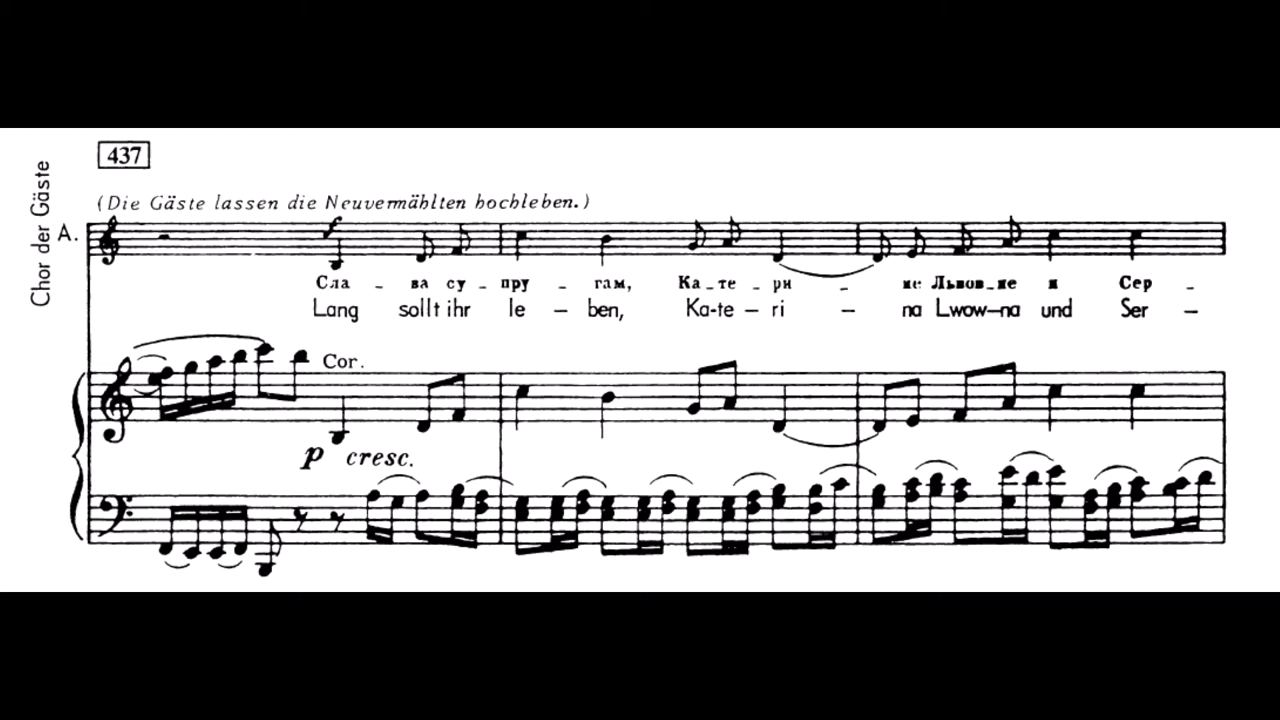 437
Chor der Gäste
(Die Gäste lassen die Neuvermählten hochleben.)
A.
f
Сла - ва су - пру - гам, Ка - те - ри - не Львов - не и Сер -
Lang sollt ihr le - ben, Ka-te - ri - na Lwow-na und Ser -
Cor.
p cresc.